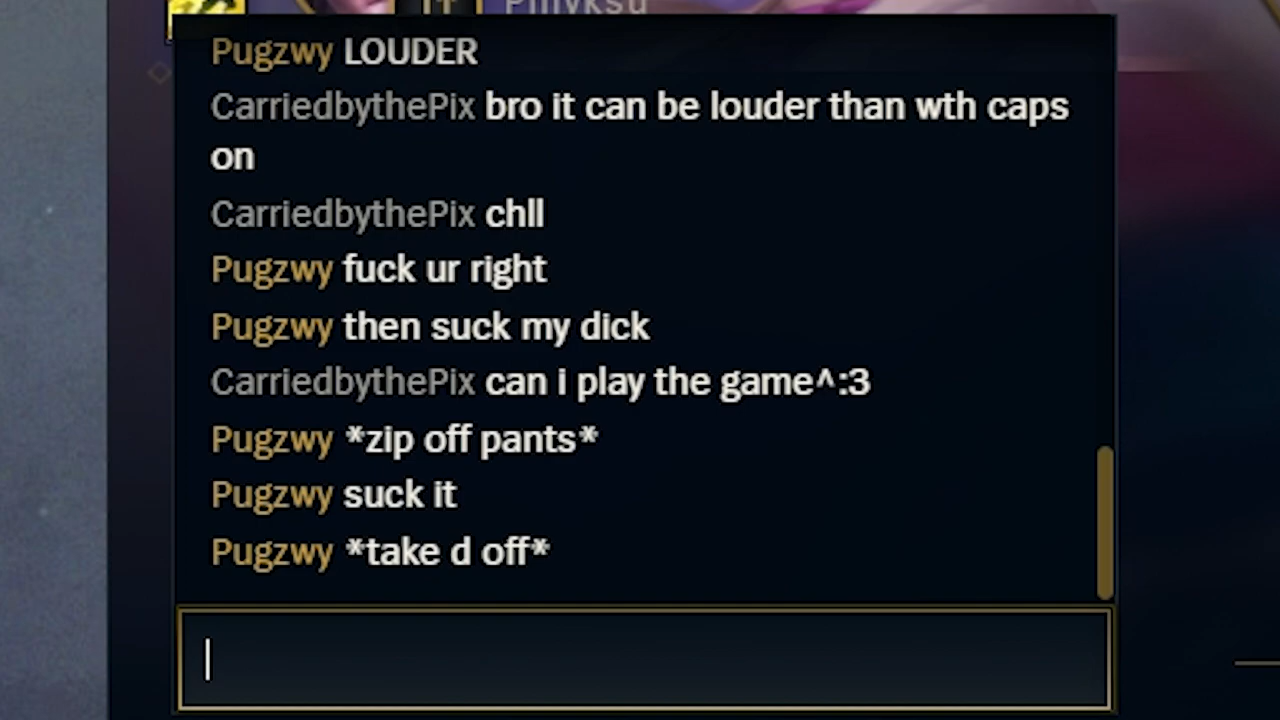 Pugzwy LOUDER
CarriedbythePix bro it can be louder than wth caps
on
CarriedbythePix chll
Pugzwy fuck ur right
Pugzwy then suck my dick
CarriedbythePix can i play the game^:3
Pugzwy *zip off pants*
Pugzwy suck it
Pugzwy *take d off*